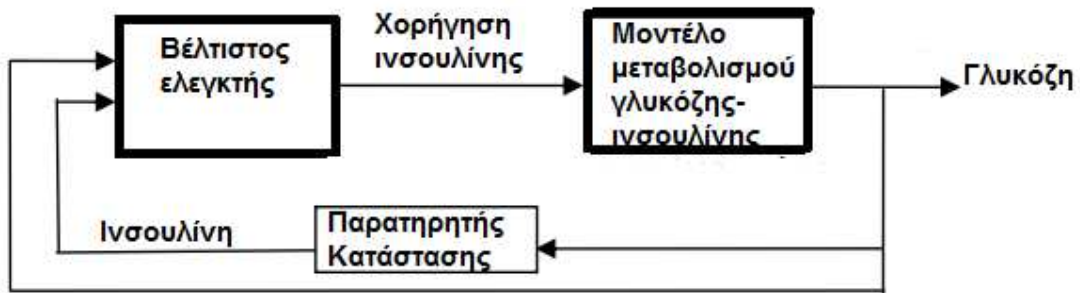 Βέλτιστος
ελεγκτής
Χορήγηση
ινσουλίνης
Μοντέλο
μεταβολισμού
γλυκόζης-
ινσουλίνης
Γλυκόζη
Ινσουλίνη
Παρατηρητής
Κατάστασης